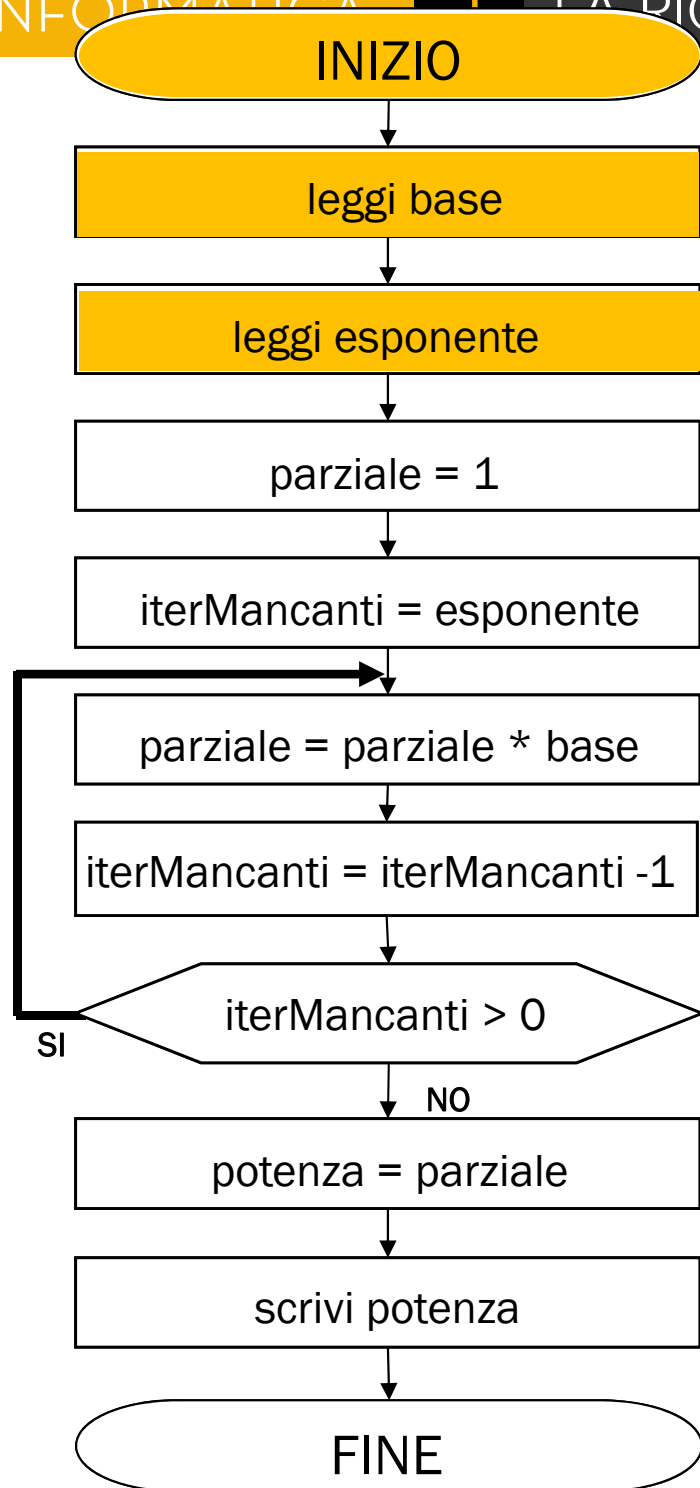 INIZIO
leggi base
leggi esponente
parziale = 1
iterMancanti = esponente
parziale = parziale * base
iterMancanti = iterMancanti -1
iterMancanti > 0
SI
NO
potenza = parziale
scrivi potenza
FINE